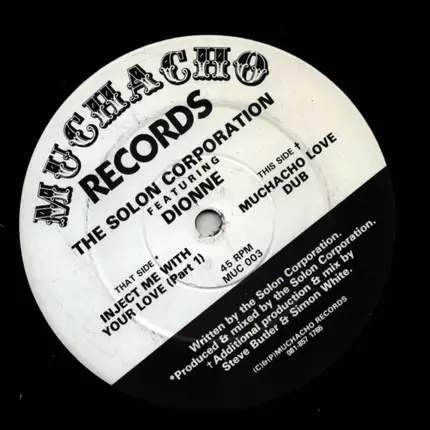 MUCHACHO
RECORDS
THE SOLON CORPORATION
FEATURING
DIONNE
THAT SIDE *
INJECT ME WITH
YOUR LOVE (Part 1)
THIS SIDE †
MUCHACHO LOVE
DUB
45 RPM
MUC 003
Written by the Solon Corporation.
*Produced & mixed by the Solon Corporation.
†Additional production & mix by
Steve Butler & Simon White.
(C)&(P)MUCHACHO RECORDS
081-857 1765